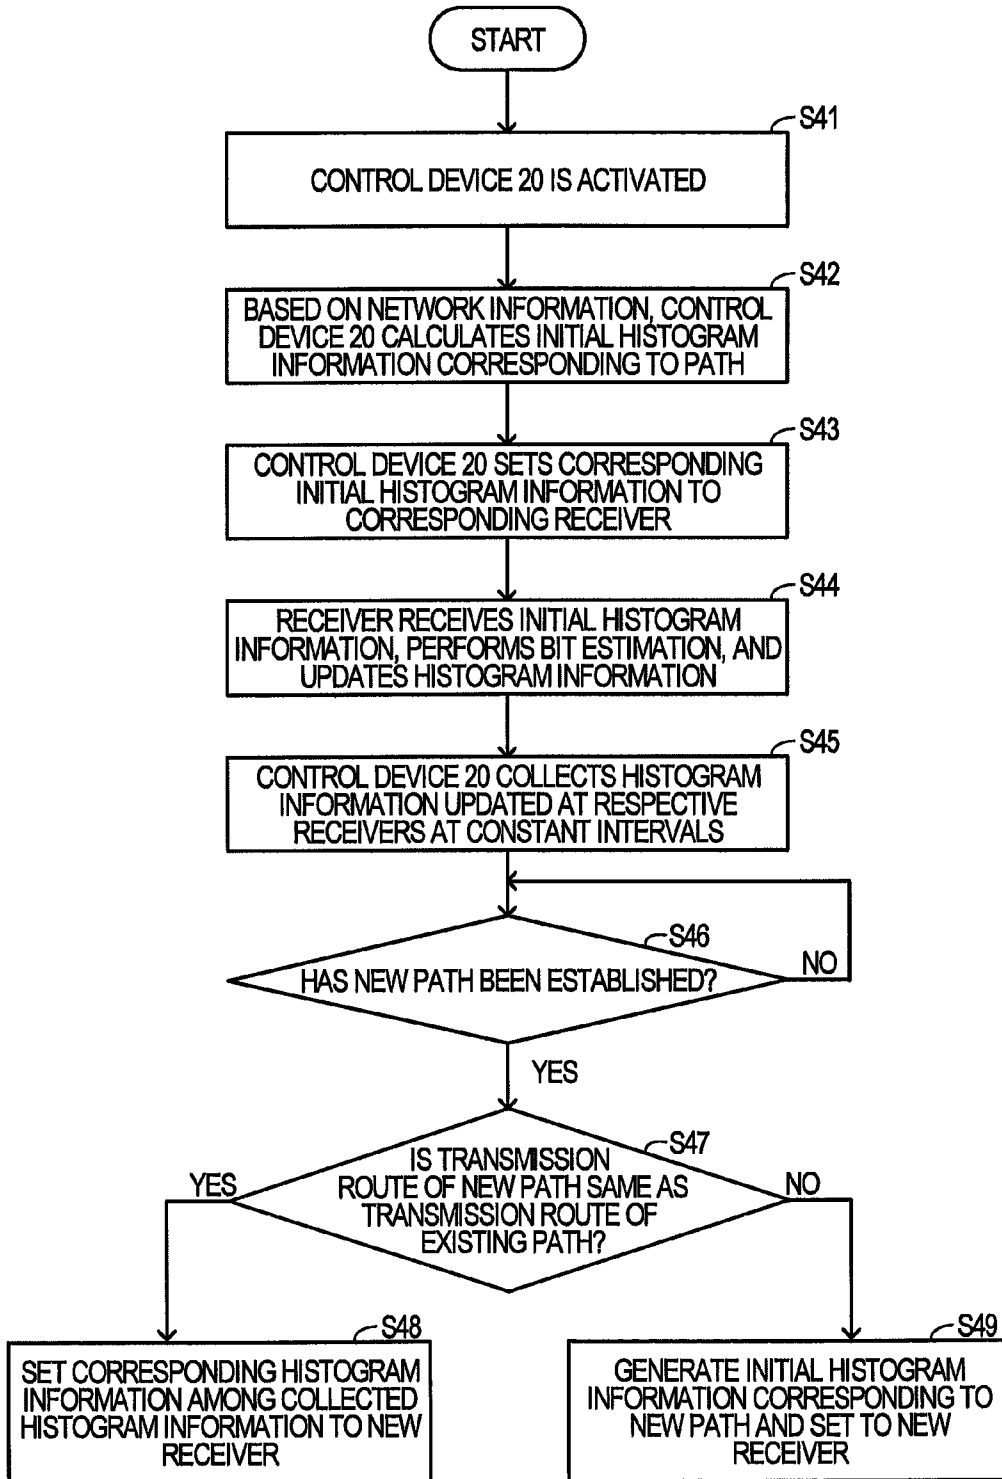 START
S41
CONTROL DEVICE 20 IS ACTIVATED
S42
BASED ON NETWORK INFORMATION, CONTROL
DEVICE 20 CALCULATES INITIAL HISTOGRAM
INFORMATION CORRESPONDING TO PATH
S43
CONTROL DEVICE 20 SETS CORRESPONDING
INITIAL HISTOGRAM INFORMATION TO
CORRESPONDING RECEIVER
S44
RECEIVER RECEIVES INITIAL HISTOGRAM
INFORMATION, PERFORMS BIT ESTIMATION, AND
UPDATES HISTOGRAM INFORMATION
S45
CONTROL DEVICE 20 COLLECTS HISTOGRAM
INFORMATION UPDATED AT RESPECTIVE
RECEIVERS AT CONSTANT INTERVALS
S46
HAS NEW PATH BEEN ESTABLISHED?
NO
YES
S47
IS TRANSMISSION
ROUTE OF NEW PATH SAME AS
TRANSMISSION ROUTE OF
EXISTING PATH?
YES
NO
S48
SET CORRESPONDING HISTOGRAM
INFORMATION AMONG COLLECTED
HISTOGRAM INFORMATION TO NEW
RECEIVER
S49
GENERATE INITIAL HISTOGRAM
INFORMATION CORRESPONDING TO
NEW PATH AND SET TO NEW
RECEIVER